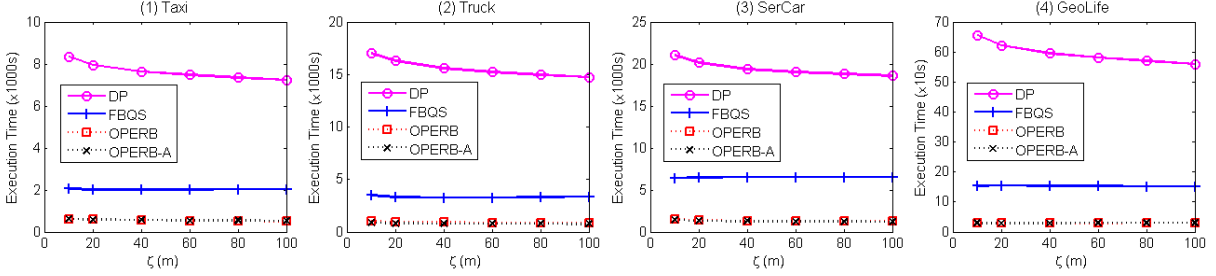 (1) Taxi
Execution Time (x1000s)
10
8
6
4
2
0
DP
FBQS
OPERB
OPERB-A
0 20 40 60 80 100
ζ (m)
(2) Truck
Execution Time (x1000s)
20
15
10
5
0
DP
FBQS
OPERB
OPERB-A
0 20 40 60 80 100
ζ (m)
(3) SerCar
Execution Time (x1000s)
25
20
15
10
5
0
DP
FBQS
OPERB
OPERB-A
0 20 40 60 80 100
ζ (m)
(4) GeoLife
Execution Time (x10s)
70
60
50
40
30
20
10
0
DP
FBQS
OPERB
OPERB-A
0 20 40 60 80 100
ζ (m)